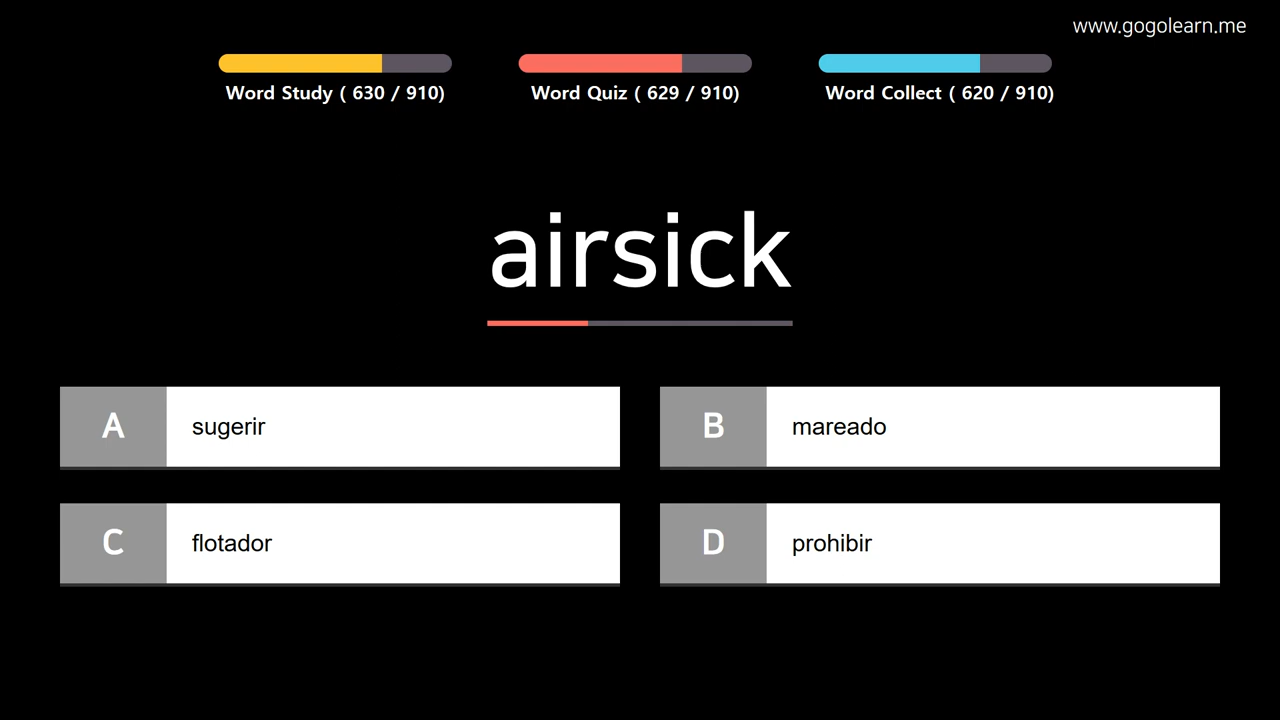 www.gogolearn.me
Word Study ( 630 / 910)
Word Quiz ( 629 / 910)
Word Collect ( 620 / 910)
airsick
A
sugerir
B
mareado
C
flotador
D
prohibir